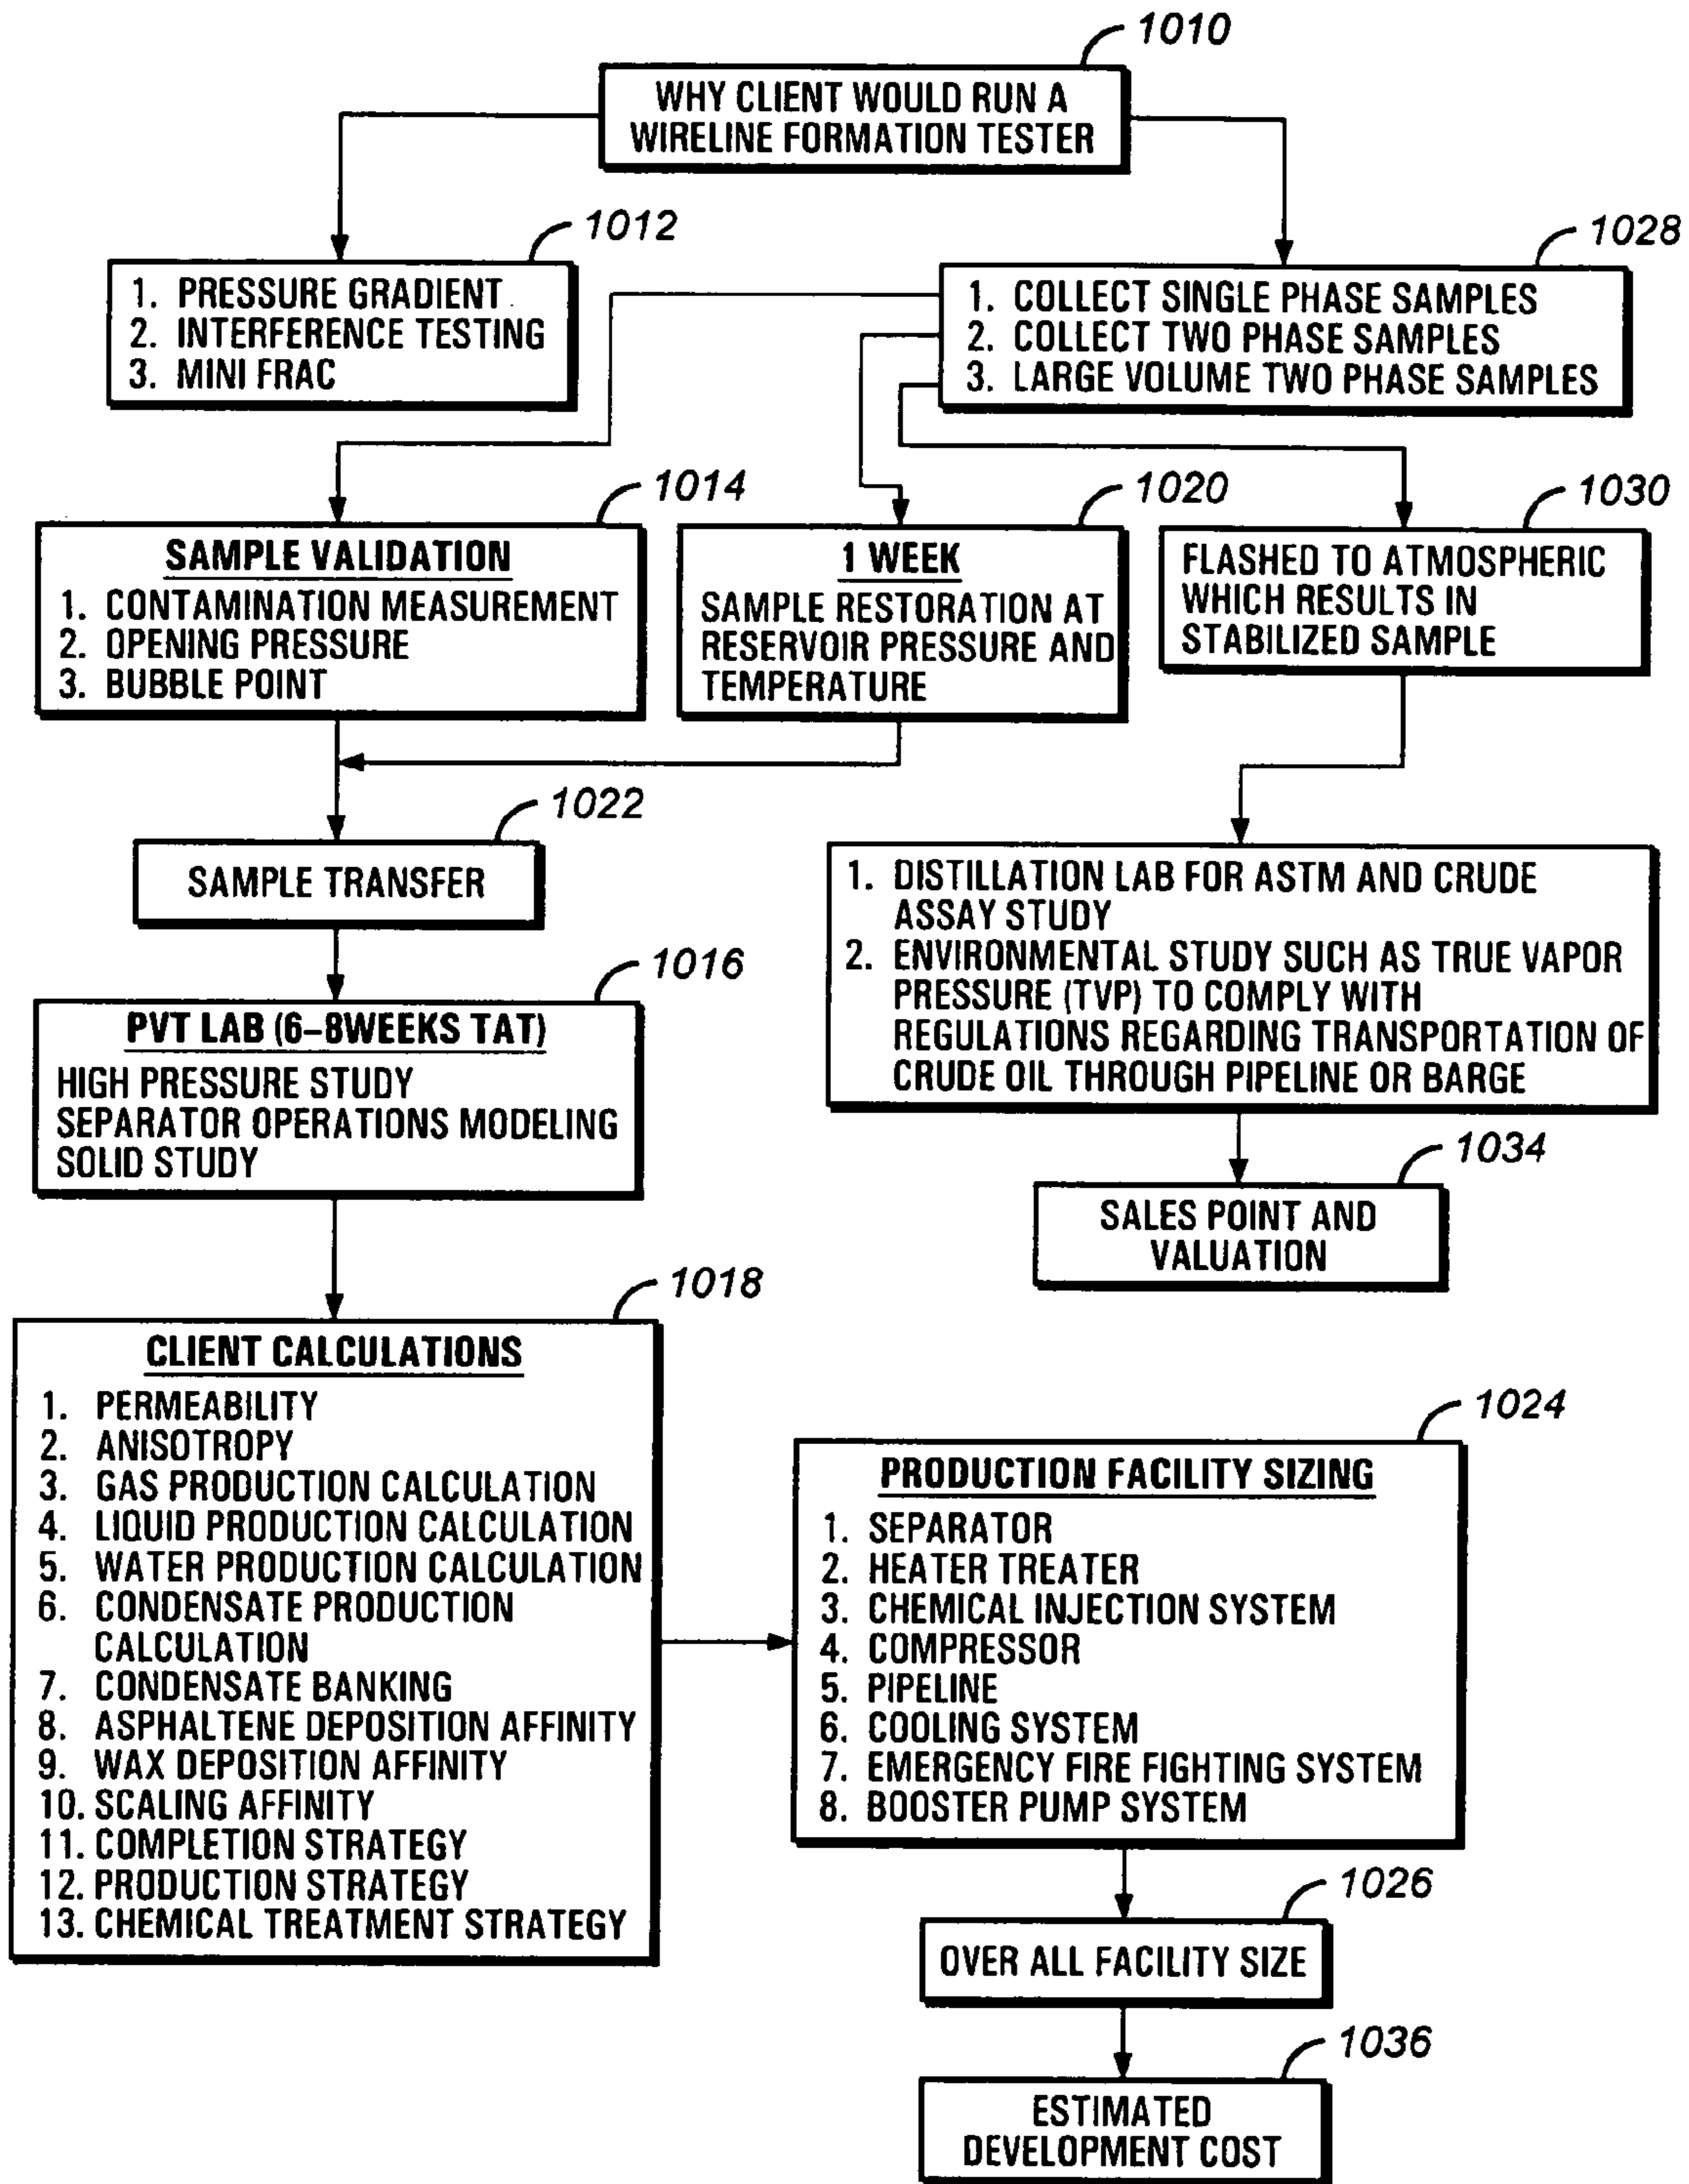 1010
WHY CLIENT WOULD RUN A
WIRELINE FORMATION TESTER
1012
1. PRESSURE GRADIENT
2. INTERFERENCE TESTING
3. MINI FRAC
1028
1. COLLECT SINGLE PHASE SAMPLES
2. COLLECT TWO PHASE SAMPLES
3. LARGE VOLUME TWO PHASE SAMPLES
1014
SAMPLE VALIDATION
1. CONTAMINATION MEASUREMENT
2. OPENING PRESSURE
3. BUBBLE POINT
1020
1 WEEK
SAMPLE RESTORATION AT
RESERVOIR PRESSURE AND
TEMPERATURE
1030
FLASHED TO ATMOSPHERIC
WHICH RESULTS IN
STABILIZED SAMPLE
1022
SAMPLE TRANSFER
1. DISTILLATION LAB FOR ASTM AND CRUDE
ASSAY STUDY
2. ENVIRONMENTAL STUDY SUCH AS TRUE VAPOR
PRESSURE (TVP) TO COMPLY WITH
REGULATIONS REGARDING TRANSPORTATION OF
CRUDE OIL THROUGH PIPELINE OR BARGE
1016
PVT LAB (6–8WEEKS TAT)
HIGH PRESSURE STUDY
SEPARATOR OPERATIONS MODELING
SOLID STUDY
1034
SALES POINT AND
VALUATION
1018
CLIENT CALCULATIONS
1. PERMEABILITY
2. ANISOTROPY
3. GAS PRODUCTION CALCULATION
4. LIQUID PRODUCTION CALCULATION
5. WATER PRODUCTION CALCULATION
6. CONDENSATE PRODUCTION
CALCULATION
7. CONDENSATE BANKING
8. ASPHALTENE DEPOSITION AFFINITY
9. WAX DEPOSITION AFFINITY
10. SCALING AFFINITY
11. COMPLETION STRATEGY
12. PRODUCTION STRATEGY
13. CHEMICAL TREATMENT STRATEGY
1024
PRODUCTION FACILITY SIZING
1. SEPARATOR
2. HEATER TREATER
3. CHEMICAL INJECTION SYSTEM
4. COMPRESSOR
5. PIPELINE
6. COOLING SYSTEM
7. EMERGENCY FIRE FIGHTING SYSTEM
8. BOOSTER PUMP SYSTEM
1026
OVER ALL FACILITY SIZE
1036
ESTIMATED
DEVELOPMENT COST